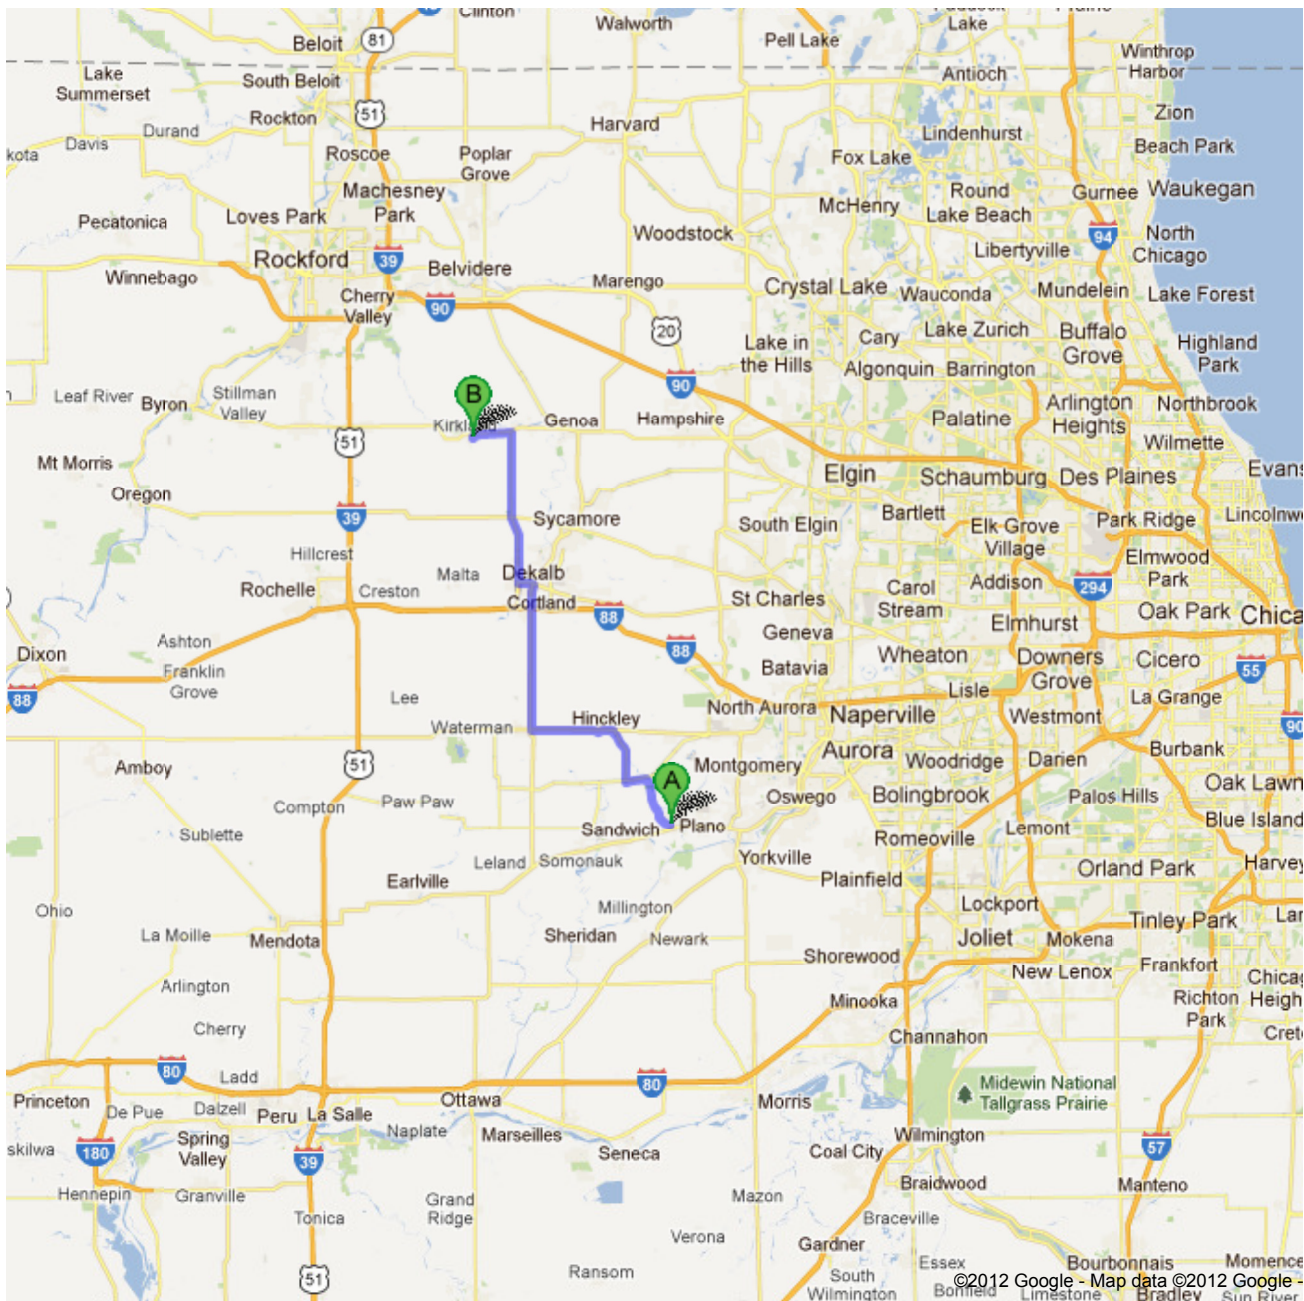 Clinton
Walworth
Lake
Pell Lake
Beloit
81
Winthrop
Harbor
Lake
Summerset
South Beloit
Antioch
Rockton
51
Zion
Durand
Harvard
Lindenhurst
kota
Davis
Roscoe
Poplar
Grove
Fox Lake
Beach Park
Machesney
Park
Round
Lake Beach
Gurnee
Waukegan
Pecatonica
Loves Park
McHenry
Woodstock
94
North
Chicago
Libertyville
Rockford
39
Belvidere
Winnebago
Marengo
Crystal Lake
Wauconda
Mundelein
Lake Forest
Cherry
Valley
90
20
Lake in
the Hills
Cary
Lake Zurich
Buffalo
Grove
Highland
Park
Algonquin
Barrington
90
Leaf River
Byron
Stillman
Valley
B
Genoa
Hampshire
Palatine
Arlington
Heights
Northbrook
51
Wilmette
Mt Morris
Elgin
Schaumburg
Des Plaines
Evans
Oregon
39
Sycamore
South Elgin
Bartlett
Elk Grove
Village
Park Ridge
Lincolnwo
Hillcrest
Malta
Dekalb
Elmwood
Park
Rochelle
Creston
Cortland
St Charles
Carol
Stream
Addison
294
Oak Park
Chica
88
Elmhurst
Geneva
Ashton
Dixon
Franklin
Grove
88
Batavia
Wheaton
Downers
Grove
Cicero
55
88
Lee
North Aurora
Lisle
La Grange
Waterman
Hinckley
Naperville
Westmont
90
Aurora
Burbank
Amboy
51
Montgomery
Woodridge
Darien
Oak Lawn
A
Compton
Paw Paw
Oswego
Bolingbrook
Palos Hills
Sublette
Sandwich
Plano
Romeoville
Lemont
Blue Island
Leland
Somonauk
Yorkville
Orland Park
Harvey
Earlville
Plainfield
Ohio
Millington
Lockport
Tinley Park
Lan
La Moille
Mendota
Sheridan
Newark
Joliet
Mokena
Shorewood
New Lenox
Frankfort
Arlington
Minooka
Richton
Park
Chicag
Heigh
Cherry
Channahon
Crete
80
Ladd
80
Midewin National
Tallgrass Prairie
Princeton
De Pue
Dalzell
Peru
La Salle
Ottawa
Morris
Naplate
Marseilles
Wilmington
skilwa
180
Spring
Valley
39
Seneca
Coal City
57
Hennepin
Granville
Braidwood
Manteno
Tonica
Grand
Ridge
Mazon
Braceville
Verona
Gardner
Essex
Bourbonnais
Momence
51
Ransom
South
Wilmington
Bonfield
©2012 Google - Map data ©2012 Google -
Limestone
Bradley
Sun River